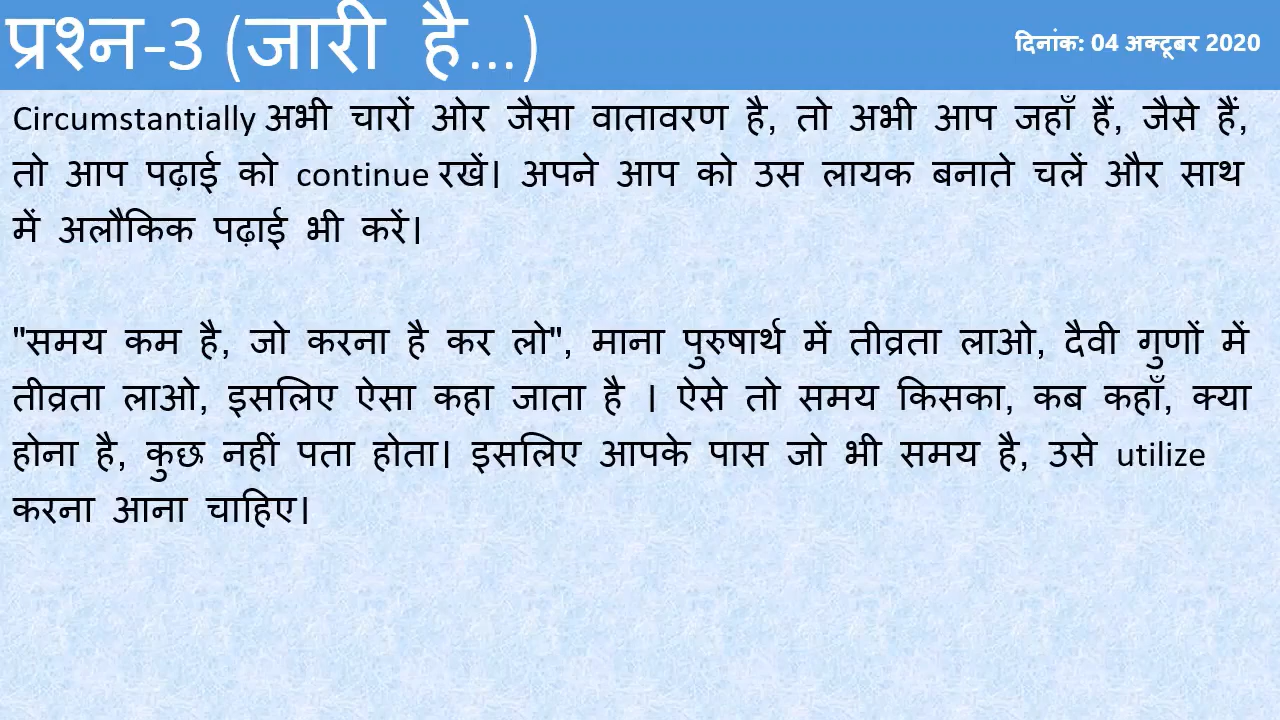 प्रश्न-3 (जारी है...)
दिनांक: 04 अक्टूबर 2020
Circumstantially अभी चारों ओर जैसा वातावरण है, तो अभी आप जहाँ हैं, जैसे हैं,
तो आप पढ़ाई को continue रखें। अपने आप को उस लायक बनाते चलें और साथ
में अलौकिक पढ़ाई भी करें।
"समय कम है, जो करना है कर लो", माना पुरुषार्थ में तीव्रता लाओ, दैवी गुणों में
तीव्रता लाओ, इसलिए ऐसा कहा जाता है । ऐसे तो समय किसका, कब कहाँ, क्या
होना है, कुछ नहीं पता होता। इसलिए आपके पास जो भी समय है, उसे utilize
करना आना चाहिए।